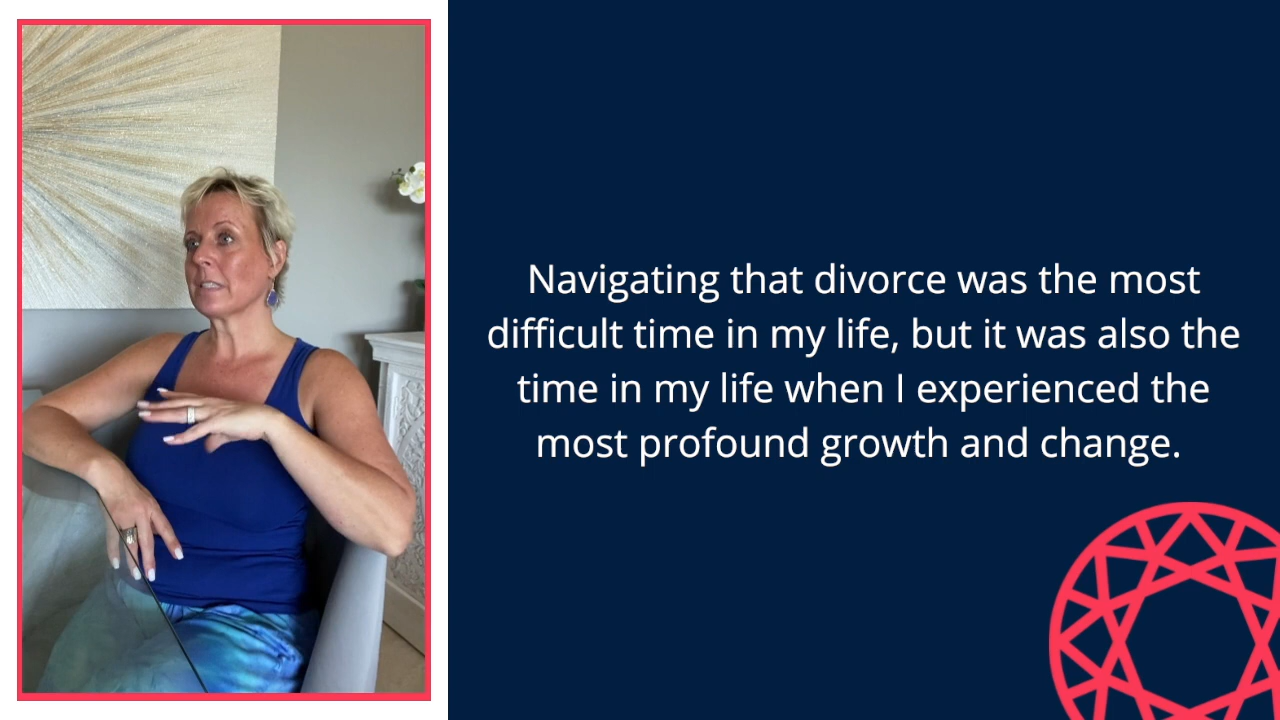 Navigating that divorce was the most
difficult time in my life, but it was also the
time in my life when I experienced the
most profound growth and change.